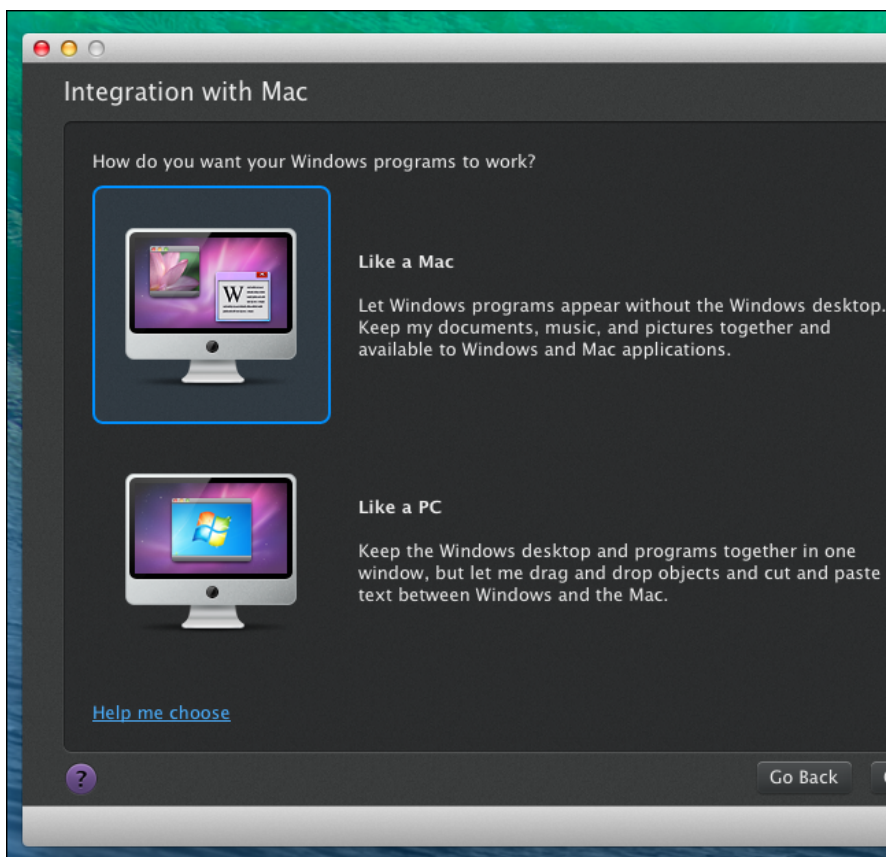 Integration with Mac
How do you want your Windows programs to work?
Like a Mac
Let Windows programs appear without the Windows desktop.
Keep my documents, music, and pictures together and
available to Windows and Mac applications.
W
Like a PC
Keep the Windows desktop and programs together in one
window, but let me drag and drop objects and cut and paste
text between Windows and the Mac.
Help me choose
?
Go Back